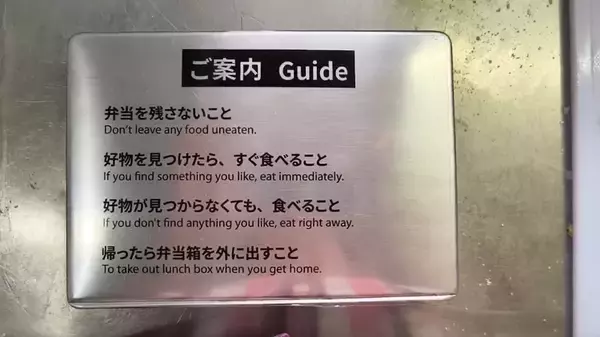 ご案内 Guide
弁当を残さないこと
Don't leave any food uneaten.
好物を見つけたら、すぐ食べること
If you find something you like, eat immediately.
好物が見つからなくても、食べること
If you don't find anything you like, eat right away.
帰ったら弁当箱を外に出すこと
To take out lunch box when you get home.